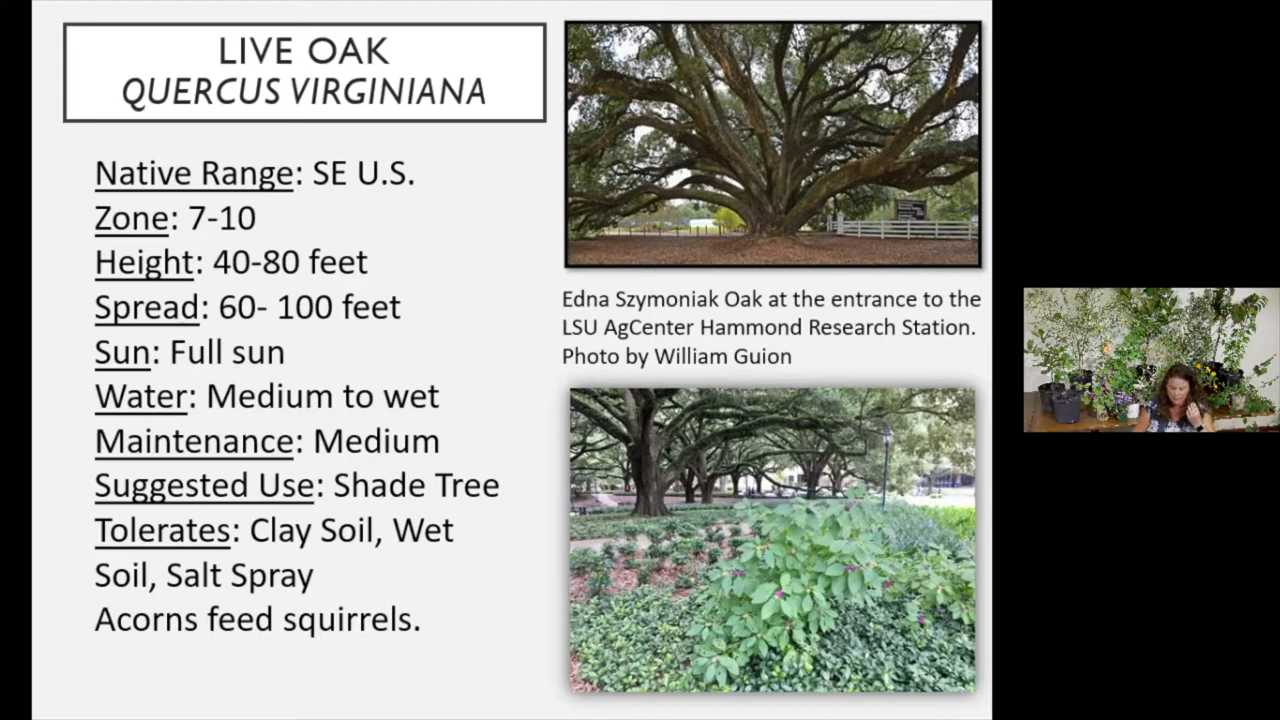 LIVE OAK
QUERCUS VIRGINIANA
Native Range: SE U.S.
Zone: 7-10
Height: 40-80 feet
Spread: 60- 100 feet
Sun: Full sun
Water: Medium to wet
Maintenance: Medium
Suggested Use: Shade Tree
Tolerates: Clay Soil, Wet
Soil, Salt Spray
Acorns feed squirrels.
Edna Szymoniak Oak at the entrance to the
LSU AgCenter Hammond Research Station.
Photo by William Guion